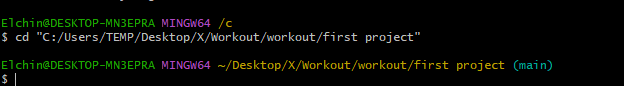 Elchin@DESKTOP-MN3EPRA MINGW64 /c
$ cd "C:/Users/TEMP/Desktop/X/Workout/workout/first project"
Elchin@DESKTOP-MN3EPRA MINGW64 ~/Desktop/X/Workout/workout/first project (main)
$